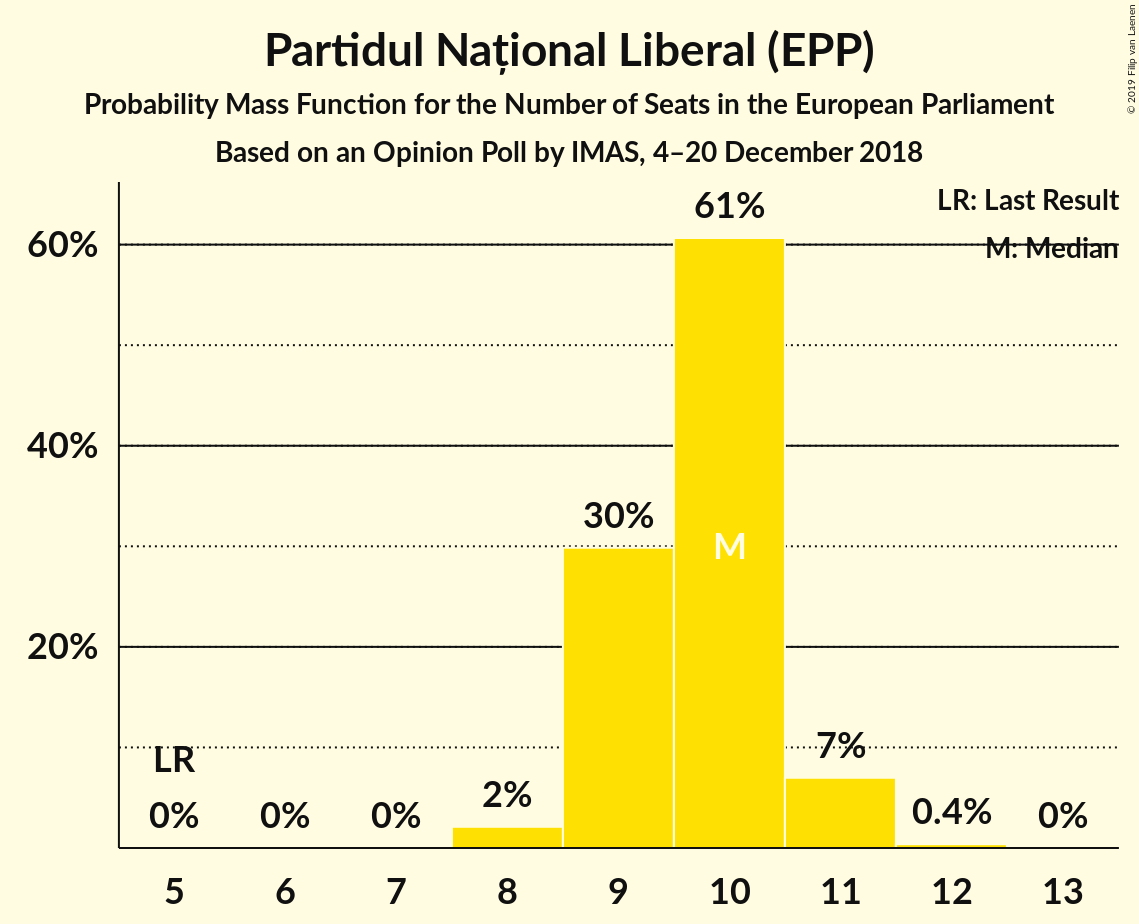 Partidul Național Liberal (EPP)
Probability Mass Function for the Number of Seats in the European Parliament
Based on an Opinion Poll by IMAS, 4–20 December 2018
© 2019 Filip van Laenen
LR: Last Result
M: Median
61%
60%
40%
30%
M
20%
LR
7%
2%
0%
0%
0%
0.4%
0%
5 6 7 8 9 10 11 12 13